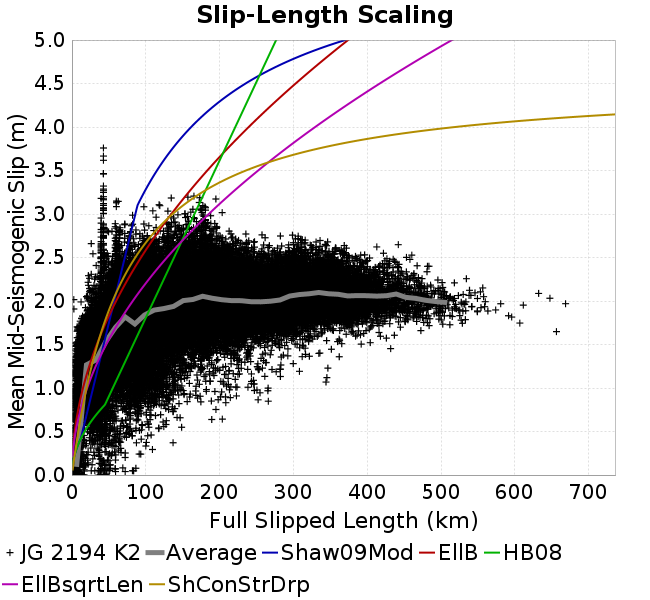 Slip-Length Scaling
Mean Mid-Seismogenic Slip (m)
5.0
4.5
4.0
3.5
3.0
2.5
2.0
1.5
1.0
0.5
0.0
0 100 200 300 400 500 600 700
Full Slipped Length (km)
JG 2194 K2 Average Shaw09Mod EllB HB08
EllBsqrtLen ShConStrDrp